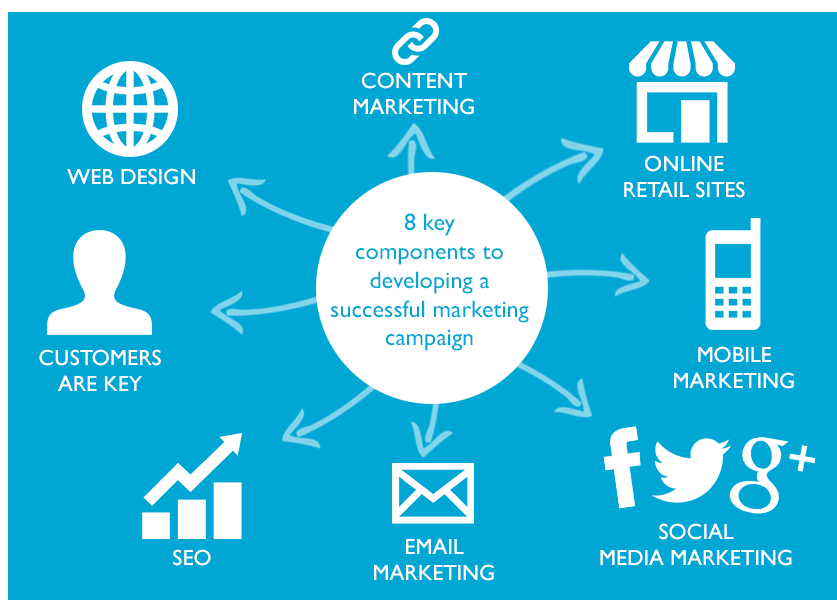 CONTENT
MARKETING
ONLINE
RETAIL SITES
WEB DESIGN
8 key
components to
developing a
successful marketing
campaign
CUSTOMERS
ARE KEY
MOBILE
MARKETING
f g+
SOCIAL
MEDIA MARKETING
SEO
EMAIL
MARKETING